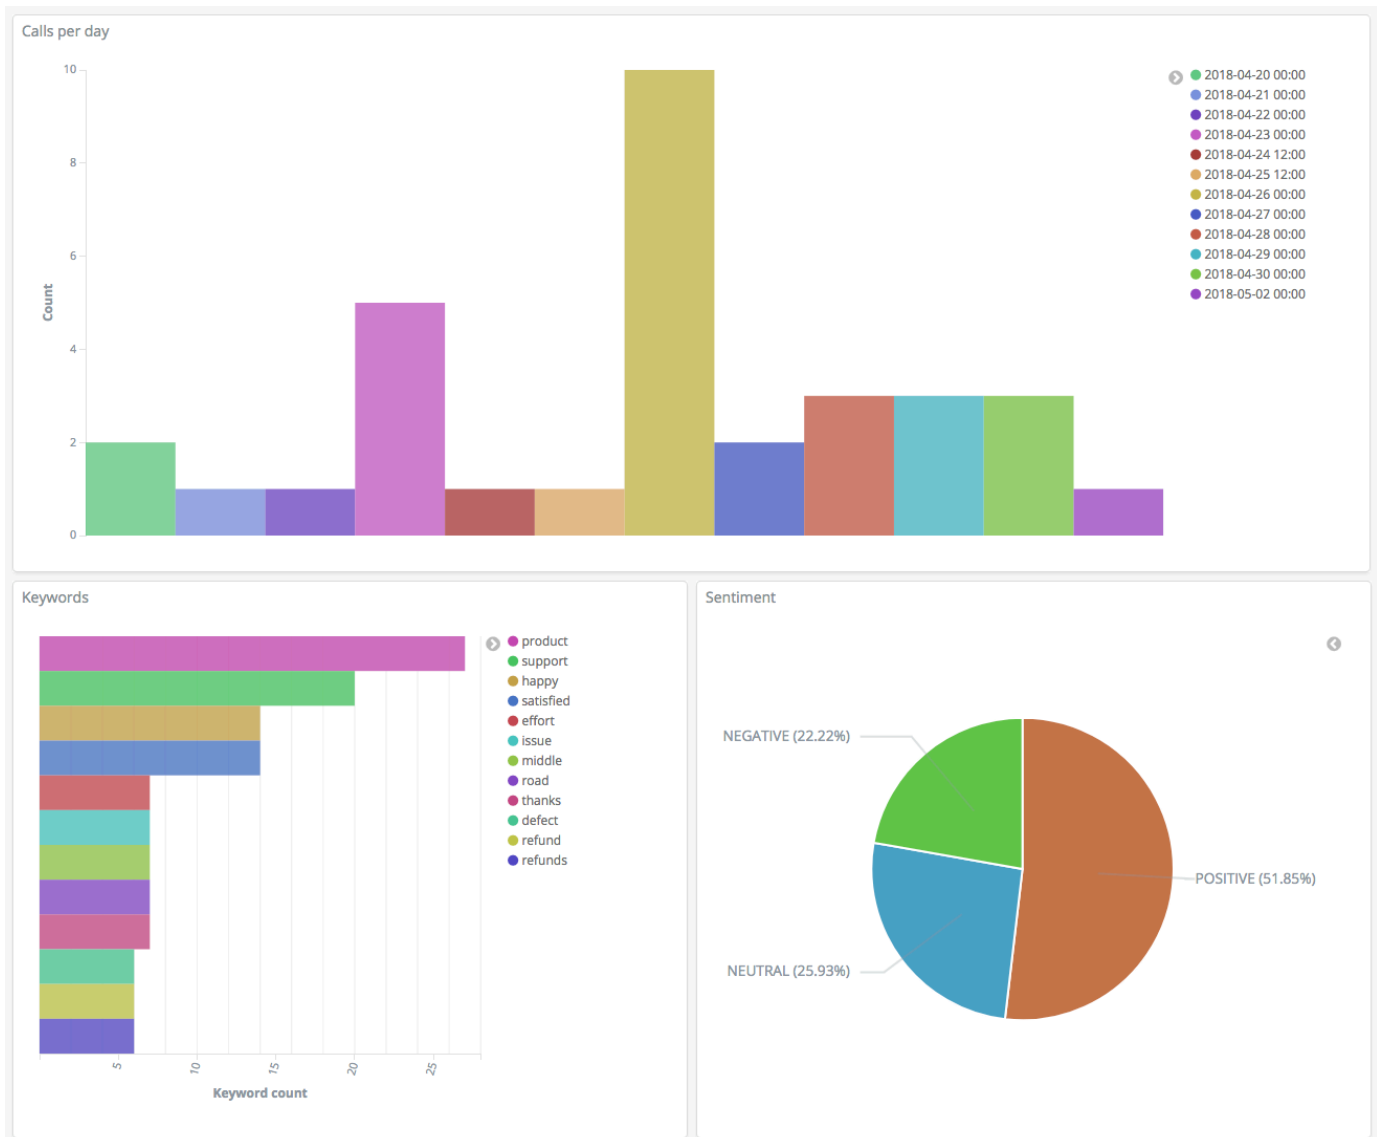 Calls per day
10
8
6
4
2
0
Count
2018-04-20 00:00
2018-04-21 00:00
2018-04-22 00:00
2018-04-23 00:00
2018-04-24 12:00
2018-04-25 12:00
2018-04-26 00:00
2018-04-27 00:00
2018-04-28 00:00
2018-04-29 00:00
2018-04-30 00:00
2018-05-02 00:00
Keywords
product
support
happy
satisfied
effort
issue
middle
road
thanks
defect
refund
refunds
5
10
15
20
25
Keyword count
Sentiment
NEGATIVE (22.22%)
POSITIVE (51.85%)
NEUTRAL (25.93%)